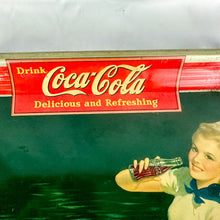 Drink
Coca-Cola
Delicious and Refreshing